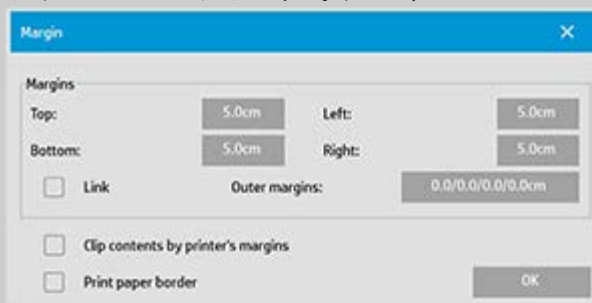 Margin
Margins
Top: 5.0cm Left: 5.0cm
Bottom: 5.0cm Right: 5.0cm
Link Outer margins: 0.0/0.0/0.0/0.0cm
Clip contents by printer's margins
Print paper border OK